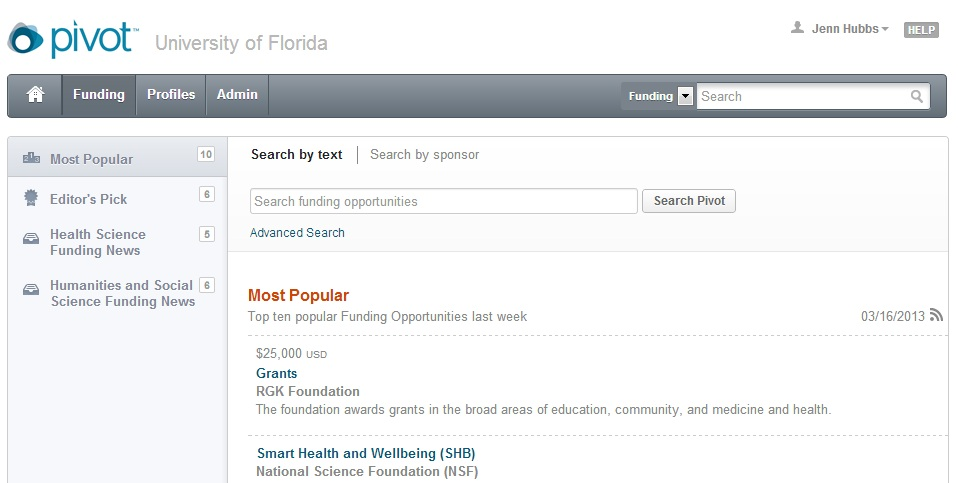 pivot™ University of Florida
Jenn Hubbs HELP
Funding Profiles Admin
Funding Search
Most Popular 10
Editor's Pick 6
Health Science 5
Funding News
Humanities and Social 6
Science Funding News
Search by text Search by sponsor
Search funding opportunities Search Pivot
Advanced Search
Most Popular
Top ten popular Funding Opportunities last week 03/16/2013
$25,000 USD
Grants
RGK Foundation
The foundation awards grants in the broad areas of education, community, and medicine and health.
Smart Health and Wellbeing (SHB)
National Science Foundation (NSF)